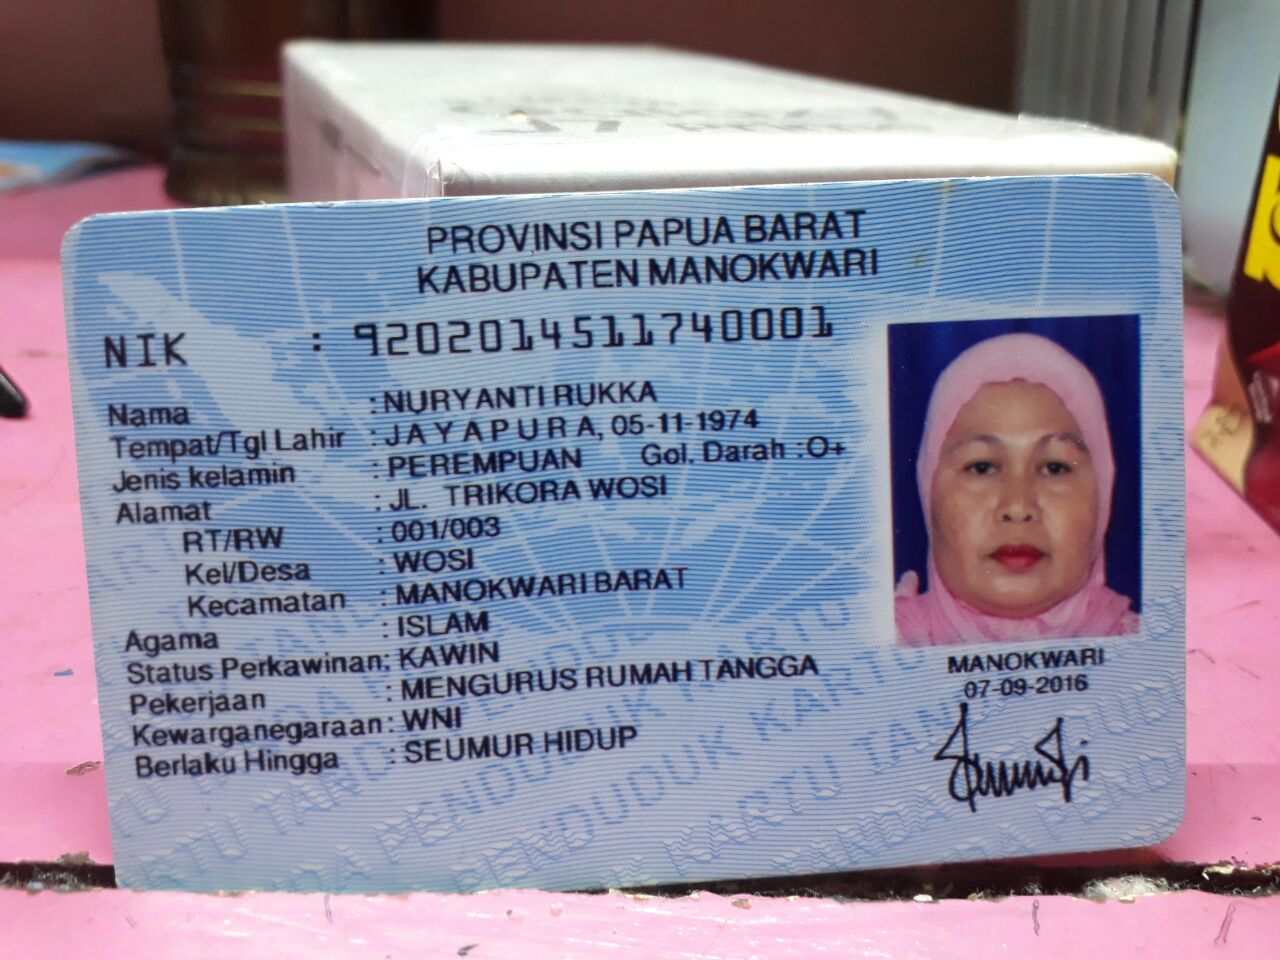 PROVINSI PAPUA BARAT
KABUPATEN MANOKWARI
NIK : 9202014511740001
Nama : NURYANTI RUKKA
Tempat/Tgl Lahir : JAYAPURA, 05-11-1974
Jenis kelamin : PEREMPUAN Gol. Darah : O+
Alamat : JL. TRIKORA WOSI
RT/RW : 001/003
Kel/Desa : WOSI
Kecamatan : MANOKWARI BARAT
Agama : ISLAM
Status Perkawinan: KAWIN
Pekerjaan : MENGURUS RUMAH TANGGA
Kewarganegaraan: WNI
Berlaku Hingga : SEUMUR HIDUP
MANOKWARI
07-09-2016